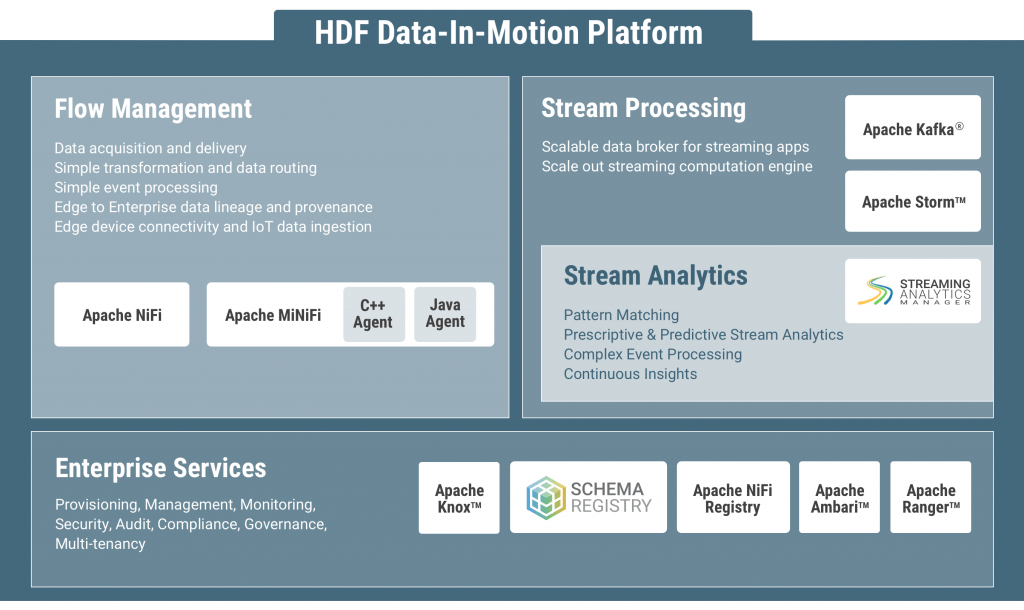 HDF Data-In-Motion Platform
Flow Management
Data acquisition and delivery
Simple transformation and data routing
Simple event processing
Edge to Enterprise data lineage and provenance
Edge device connectivity and IoT data ingestion
Apache NiFi
Apache MiNiFi
C++
Agent
Java
Agent
Stream Processing
Scalable data broker for streaming apps
Scale out streaming computation engine
Apache Kafka®
Apache Storm™
Stream Analytics
Pattern Matching
Prescriptive & Predictive Stream Analytics
Complex Event Processing
Continuous Insights
STREAMING
ANALYTICS
MANAGER
Enterprise Services
Provisioning, Management, Monitoring,
Security, Audit, Compliance, Governance,
Multi-tenancy
Apache
Knox™
SCHEMA
REGISTRY
Apache NiFi
Registry
Apache
Ambari™
Apache
Ranger™